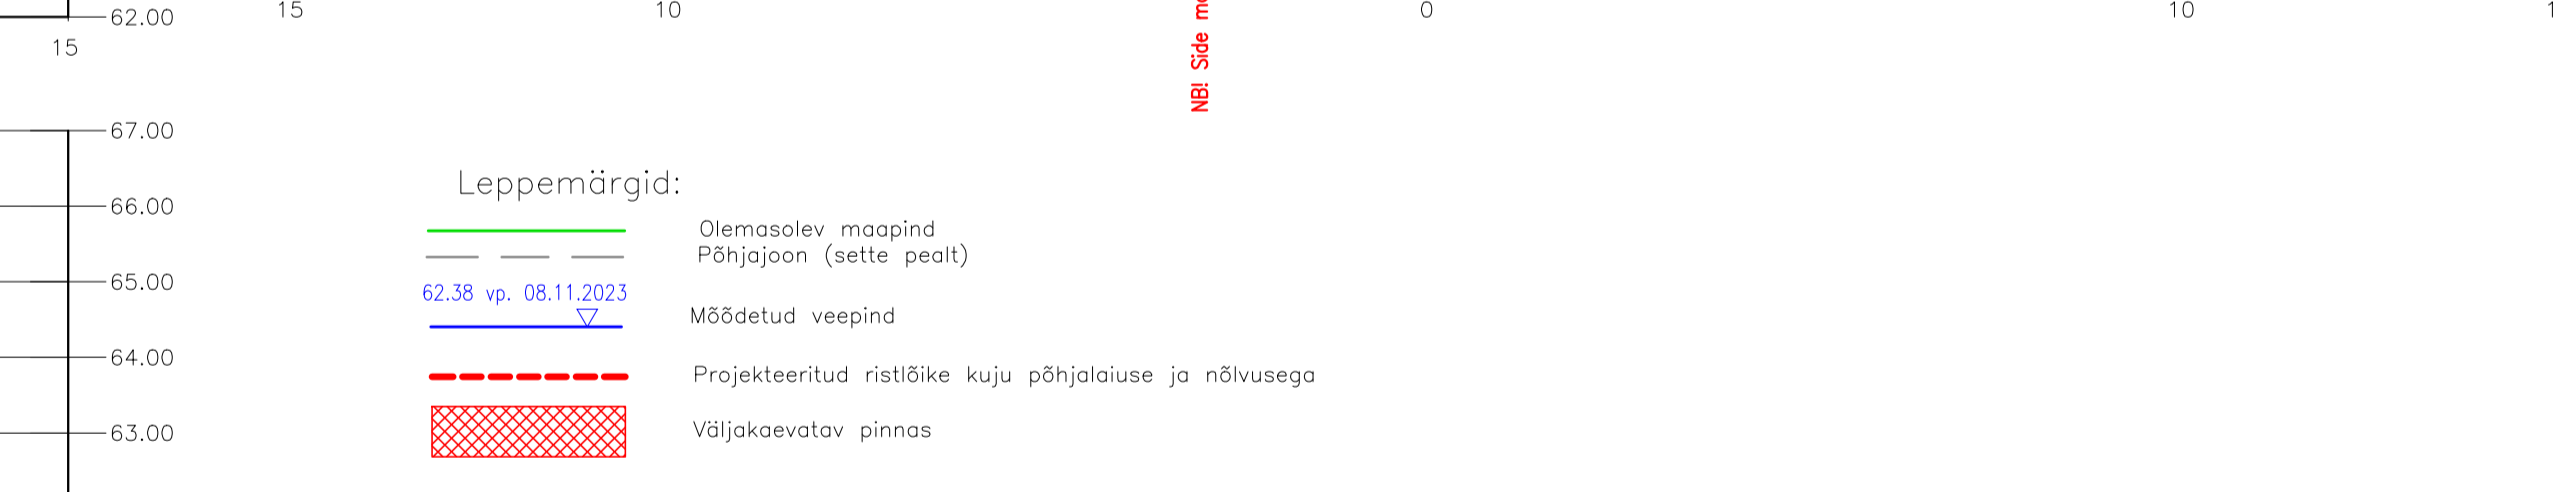 62.00
15
10
0
10
15
NB! Side
67.00
Leppemärgid:
66.00
Olemasolev maapind
Põhjajoon (sette pealt)
65.00
62.38 vp. 08.11.2023
Mõõdetud veepind
64.00
Projekteeritud ristlõike kuju põhjalaiuse ja nõlvusega
63.00
Väljakaevatav pinnas